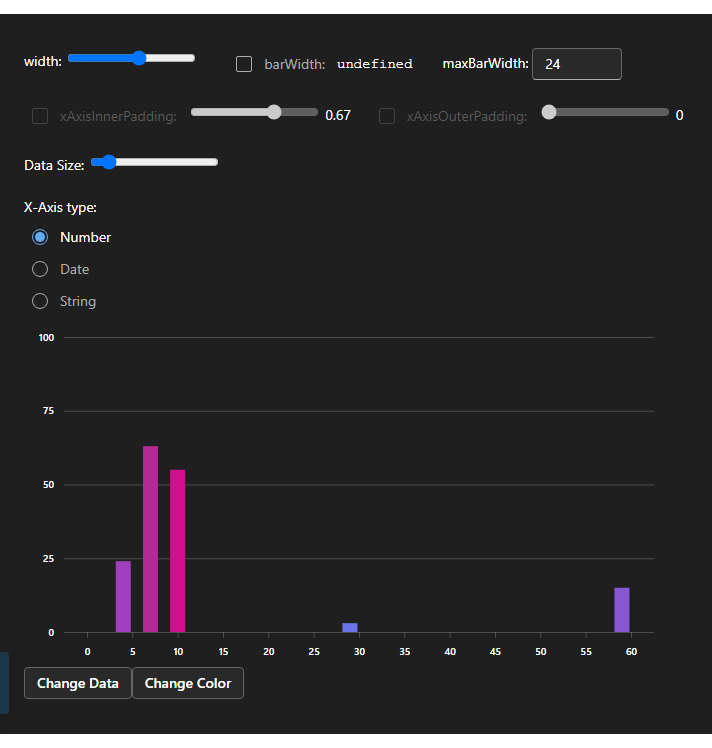 width: barWidth: undefined maxBarWidth: 24
xAxisInnerPadding: 0.67 xAxisOuterPadding: 0
Data Size:
X-Axis type:
Number
Date
String
100
75
50
25
0
0 5 10 15 20 25 30 35 40 45 50 55 60
Change Data Change Color